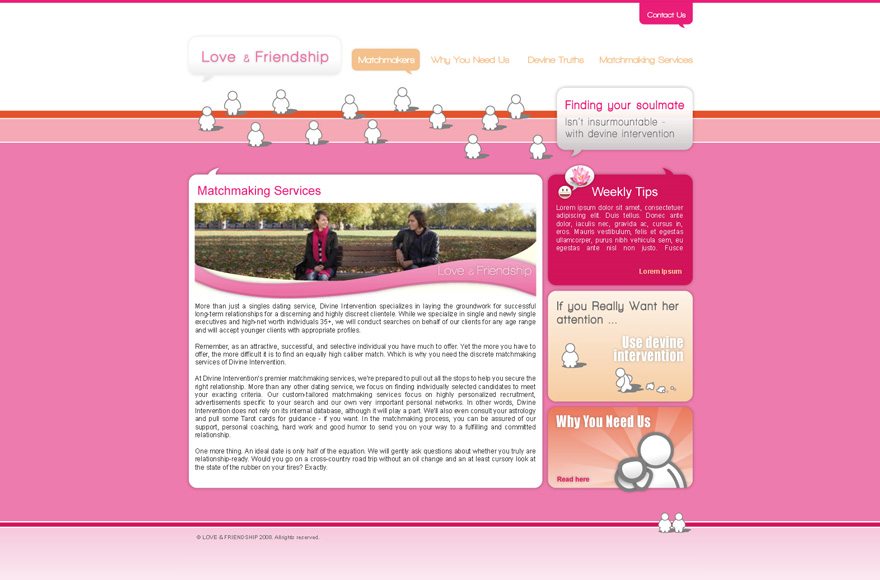 Contact Us
Love & Friendship
Matchmakers
Why You Need Us
Devine Truths
Matchmaking Services
Finding your soulmate
Isn't insurmountable -
with devine intervention
Matchmaking Services
Love & Friendship
More than just a singles dating service, Divine Intervention specializes in laying the groundwork for successful
long-term relationships for a discerning and highly discreet clientele. While we specialize in single and newly single
executives and high-net worth individuals 35+, we will conduct searches on behalf of our clients for any age range
and will accept younger clients with appropriate profiles.
Remember, as an attractive, successful, and selective individual you have much to offer. Yet the more you have to
offer, the more difficult it is to find an equally high caliber match. Which is why you need the discrete matchmaking
services of Divine Intervention.
At Divine Intervention's premier matchmaking services, we're prepared to pull out all the stops to help you secure the
right relationship. More than any other dating service, we focus on finding individually selected candidates to meet
your exacting criteria. Our custom-tailored matchmaking services focus on highly personalized recruitment,
advertisements specific to your search and our own very important personal networks. In other words, Divine
Intervention does not rely on its internal database, although it will play a part. We'll also even consult your astrology
and pull some Tarot cards for guidance - if you want. In the matchmaking process, you can be assured of our
support, personal coaching, hard work and good humor to send you on your way to a fulfilling and committed
relationship.
One more thing. An ideal date is only half of the equation. We will gently ask questions about whether you truly are
relationship-ready. Would you go on a cross-country road trip without an oil change and an at least cursory look at
the state of the rubber on your tires? Exactly.
Weekly Tips
Lorem ipsum dolor sit amet, consectetuer
adipiscing elit. Duis tellus. Donec ante
dolor, iaculis nec, gravida ac, cursus in,
eros. Mauris vestibulum, felis et egestas
ullamcorper, purus nibh vehicula sem, eu
egestas ante nisl non justo. Fusce
Lorem Ipsum
If you Really Want her
attention ...
Use devine
intervention
Why You Need Us
Read here
© LOVE & FRIENDSHIP 2008. Allrights reserved.